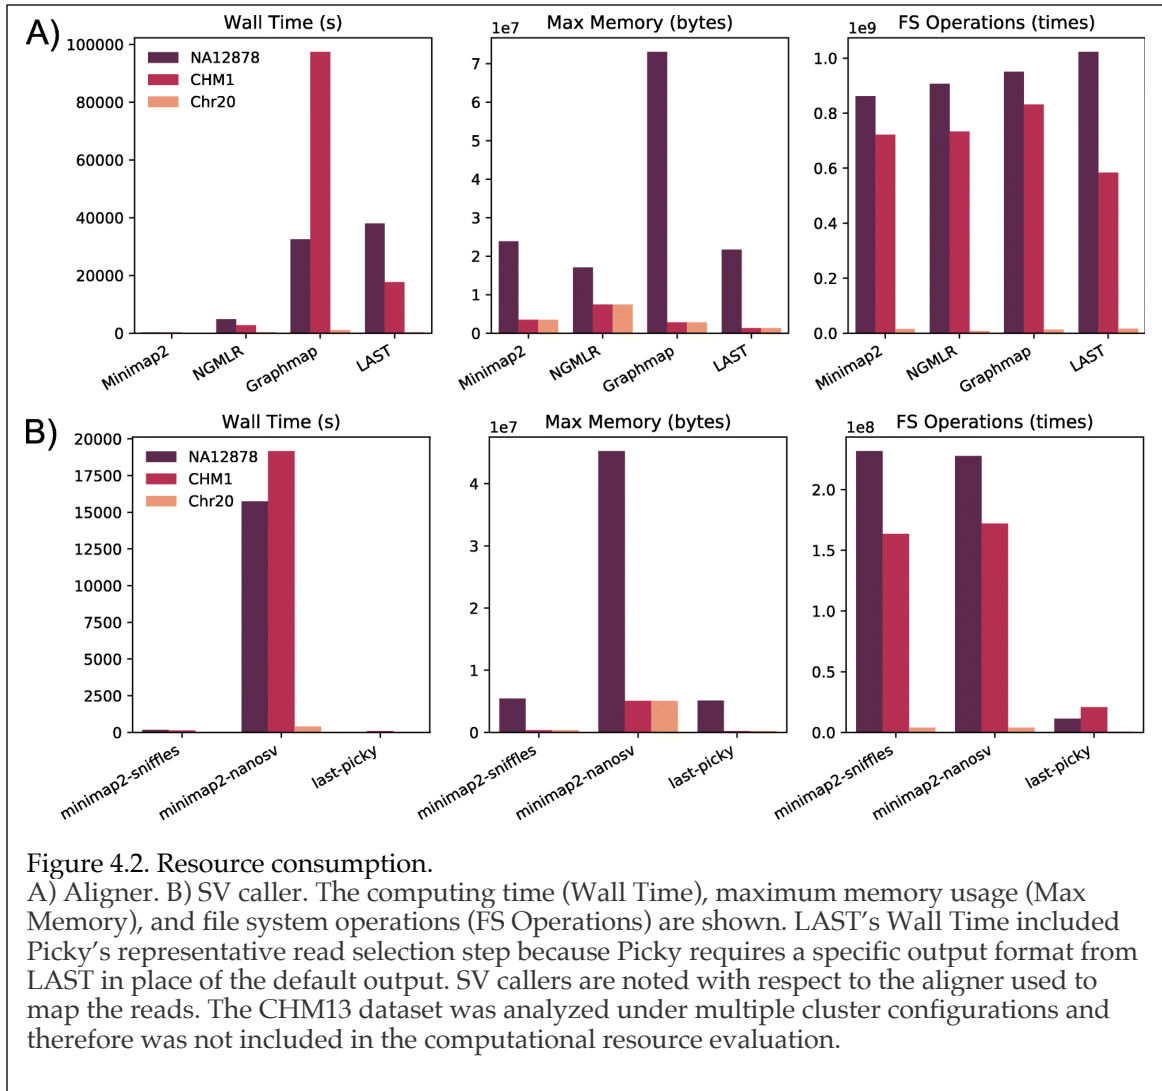 A)
Wall Time (s)
100000
80000
60000
40000
20000
0
NA12878
CHM1
Chr20
Minimap2
NGMLR
Graphmap
LAST
Max Memory (bytes)
1e7
7
6
5
4
3
2
1
0
Minimap2
NGMLR
Graphmap
LAST
FS Operations (times)
1e9
1.0
0.8
0.6
0.4
0.2
0.0
Minimap2
NGMLR
Graphmap
LAST
B)
Wall Time (s)
20000
17500
15000
12500
10000
7500
5000
2500
0
NA12878
CHM1
Chr20
minimap2-sniffles
minimap2-nanosv
last-picky
Max Memory (bytes)
1e7
4
3
2
1
0
minimap2-sniffles
minimap2-nanosv
last-picky
FS Operations (times)
1e8
2.0
1.5
1.0
0.5
0.0
minimap2-sniffles
minimap2-nanosv
last-picky
Figure 4.2. Resource consumption.
A) Aligner. B) SV caller. The computing time (Wall Time), maximum memory usage (Max
Memory), and file system operations (FS Operations) are shown. LAST’s Wall Time included
Picky’s representative read selection step because Picky requires a specific output format from
LAST in place of the default output. SV callers are noted with respect to the aligner used to
map the reads. The CHM13 dataset was analyzed under multiple cluster configurations and
therefore was not included in the computational resource evaluation.